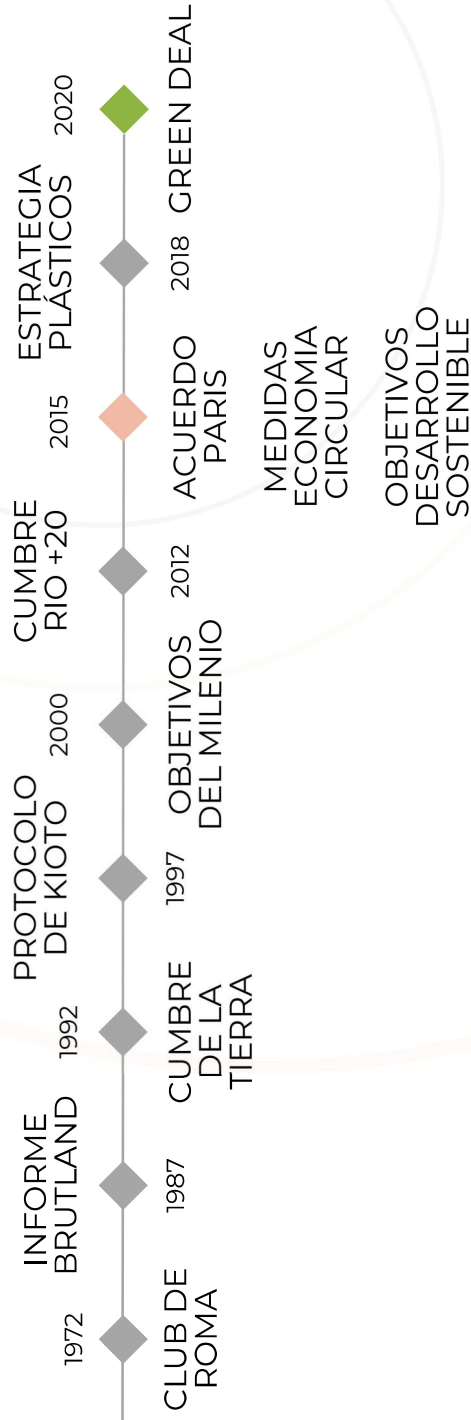 1972
CLUB DE
ROMA
INFORME
BRUTLAND
1987
1992
CUMBRE
DE LA
TIERRA
PROTOCOLO
DE KIOTO
1997
2000
OBJETIVOS
DEL MILENIO
CUMBRE
RIO +20
2012
2015
ACUERDO
PARIS
MEDIDAS
ECONOMIA
CIRCULAR
OBJETIVOS
DESARROLLO
SOSTENIBLE
ESTRATEGIA
PLÁSTICOS
2018
2020
GREEN DEAL